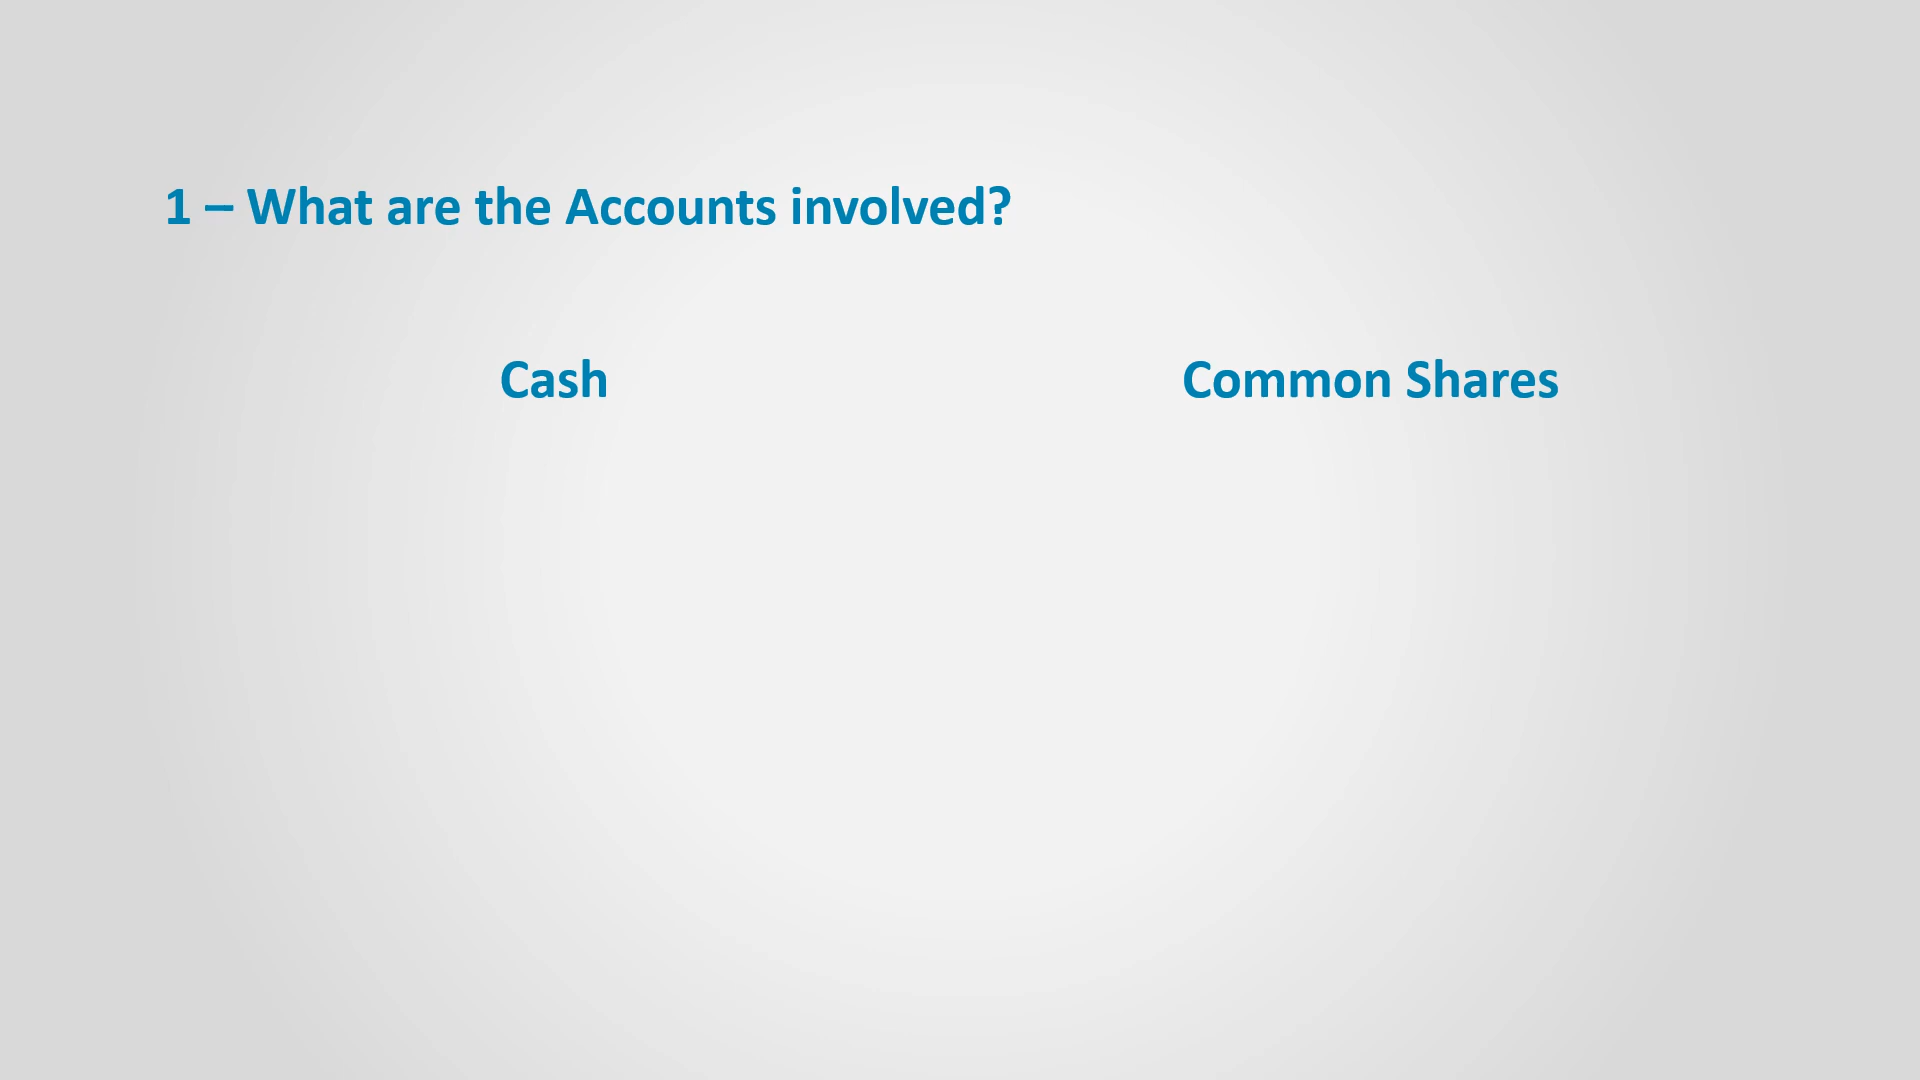 1 – What are the Accounts involved?
Cash
Common Shares